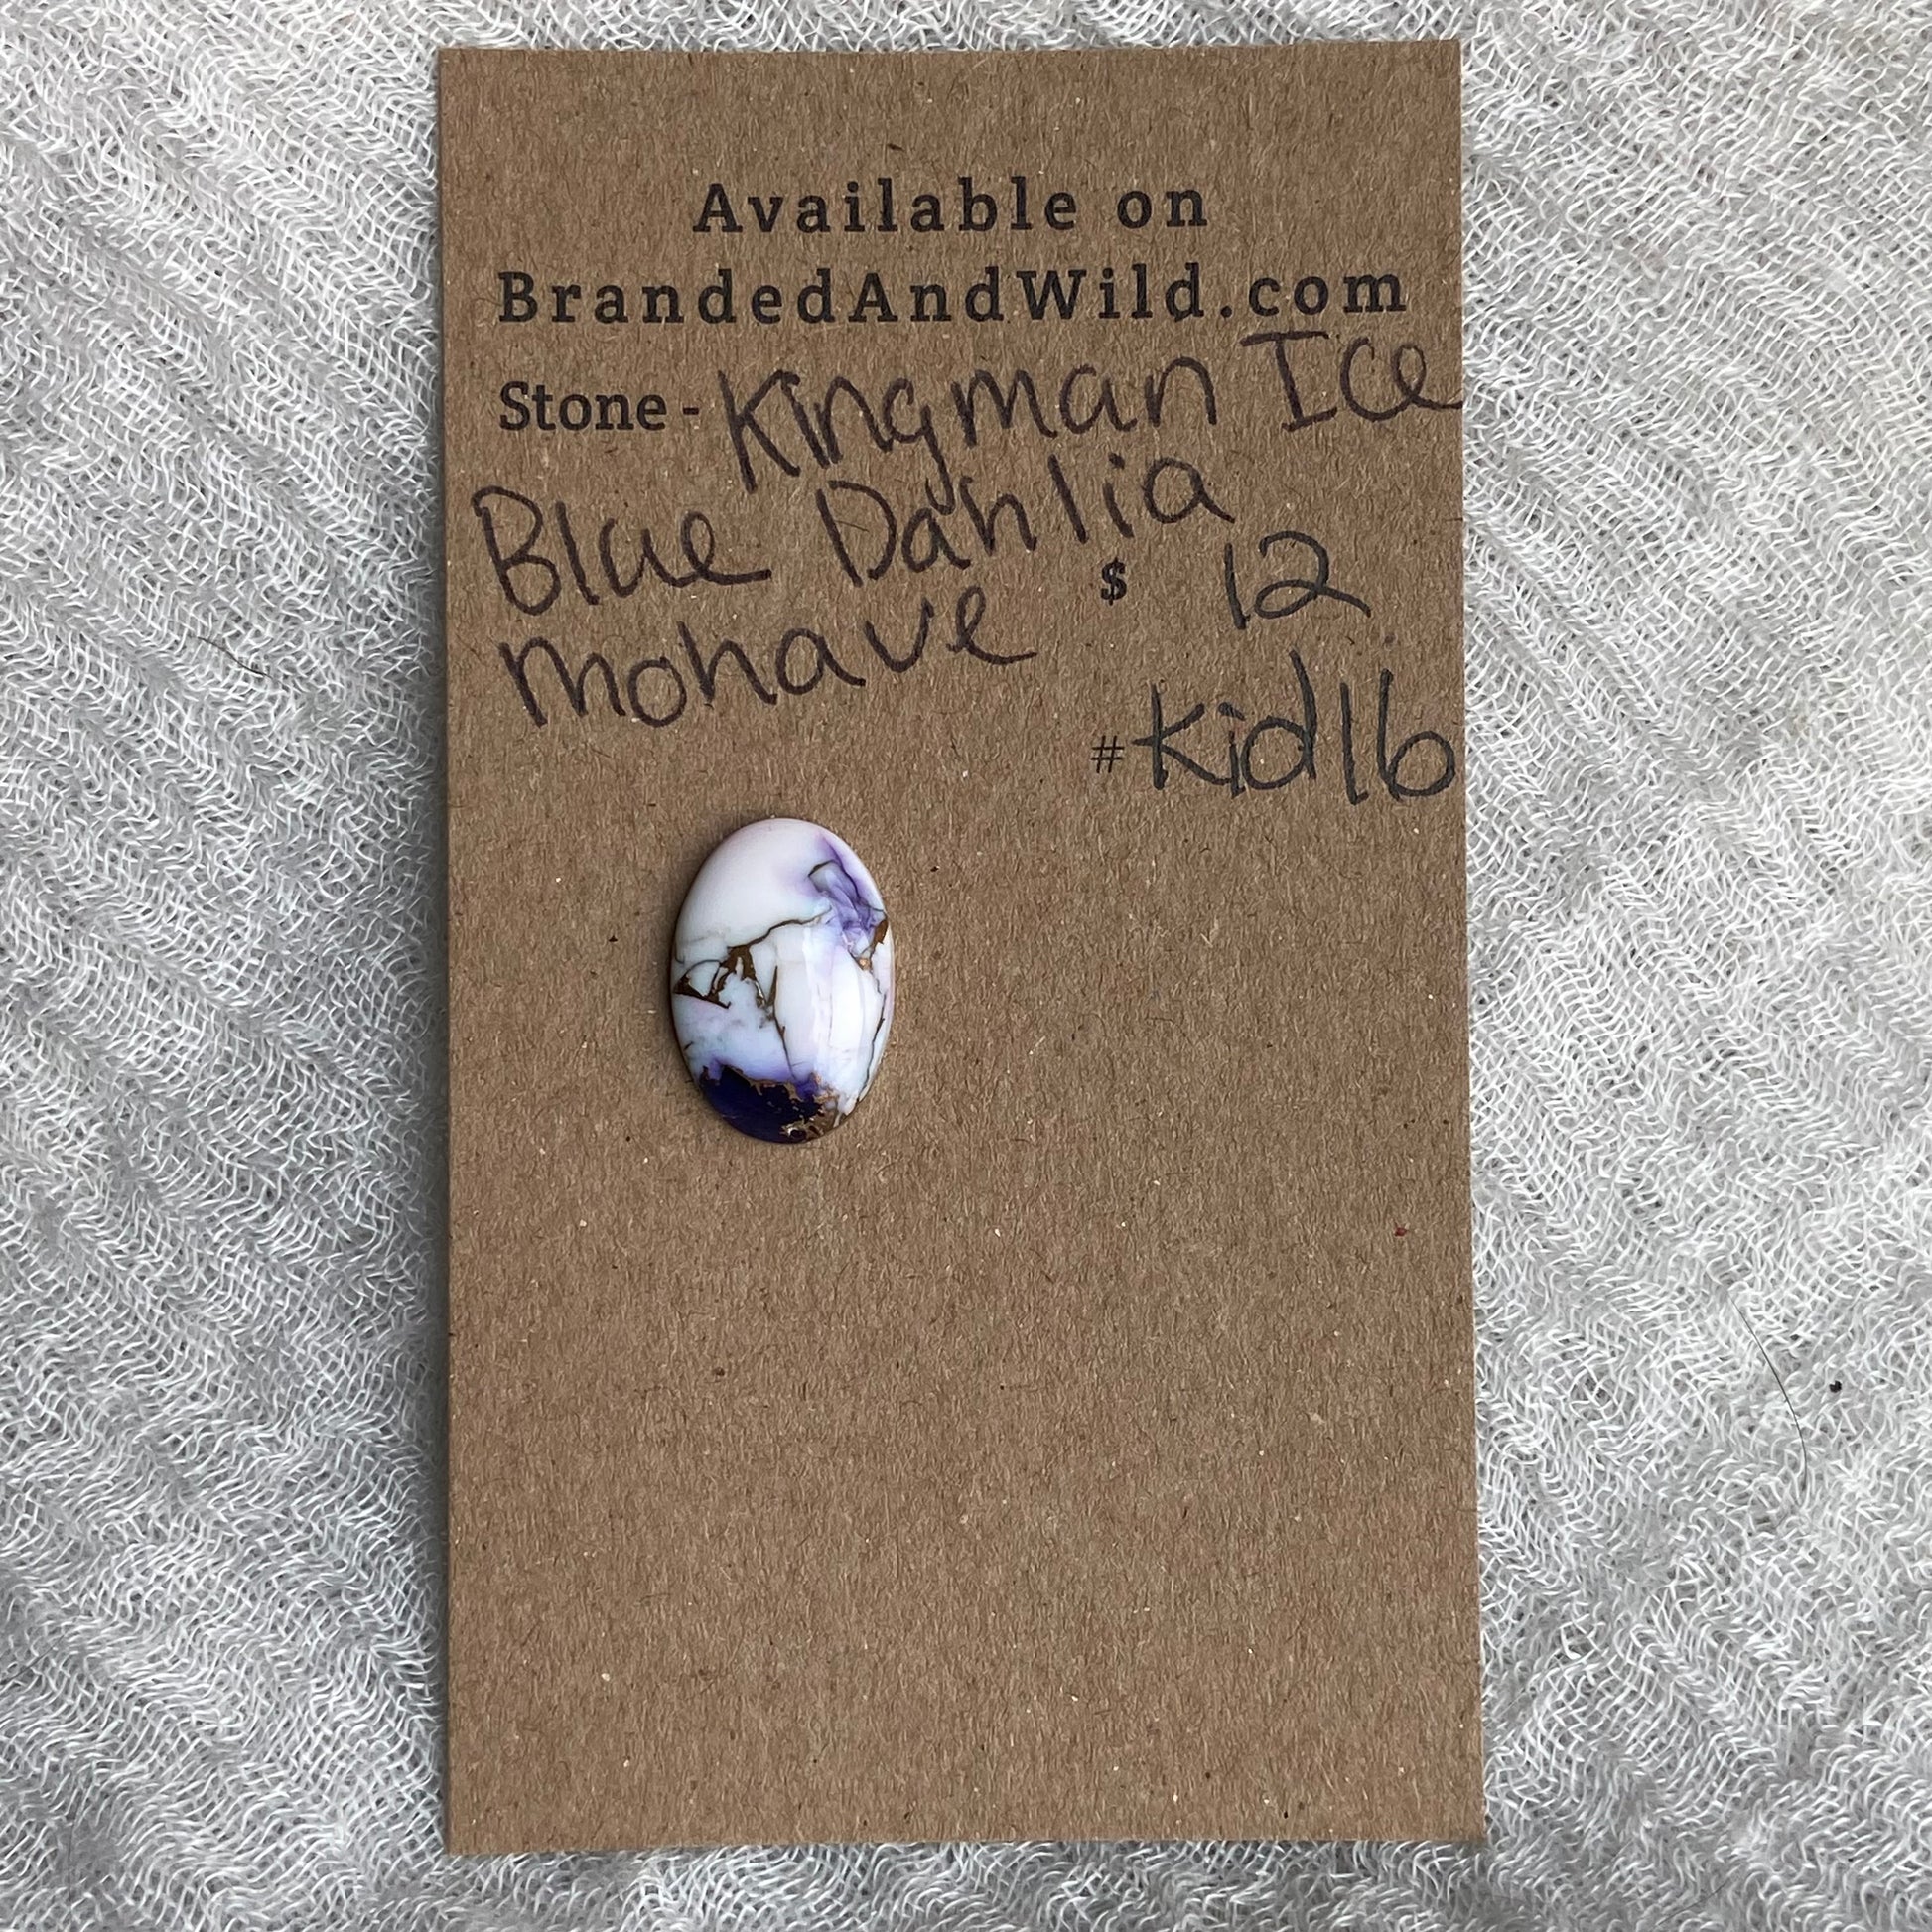 Available on
BrandedAndWild.com
Stone - Kingman Ice
Blue Dahlia
Mohave $ 12
#Kid16